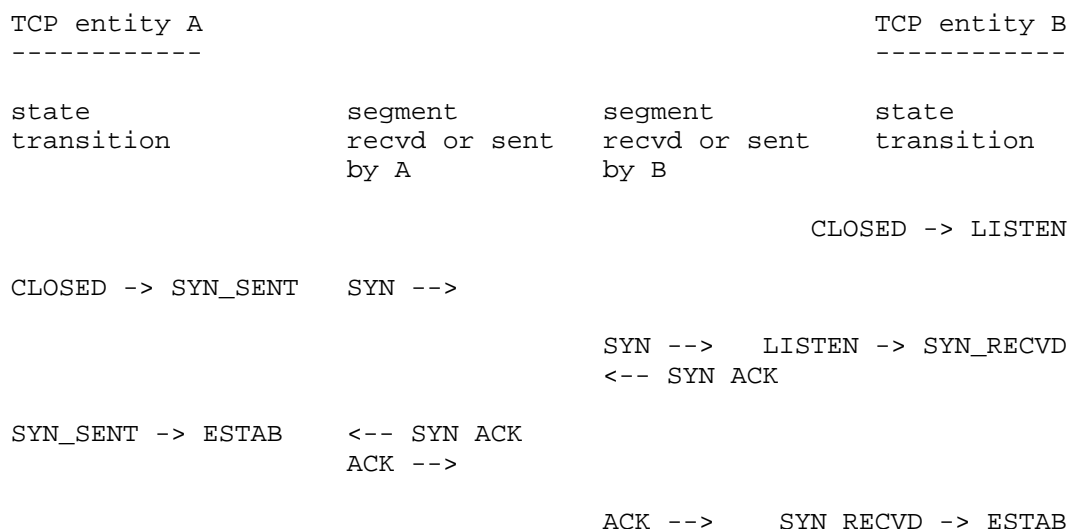 TCP entity A TCP entity B
------------ ------------
state segment segment state
transition recvd or sent recvd or sent transition
by A by B
CLOSED -> LISTEN
CLOSED -> SYN_SENT SYN -->
SYN --> LISTEN -> SYN_RECVD
<-- SYN ACK
SYN_SENT -> ESTAB <-- SYN ACK
ACK -->
ACK --> SYN_RECVD -> ESTAB